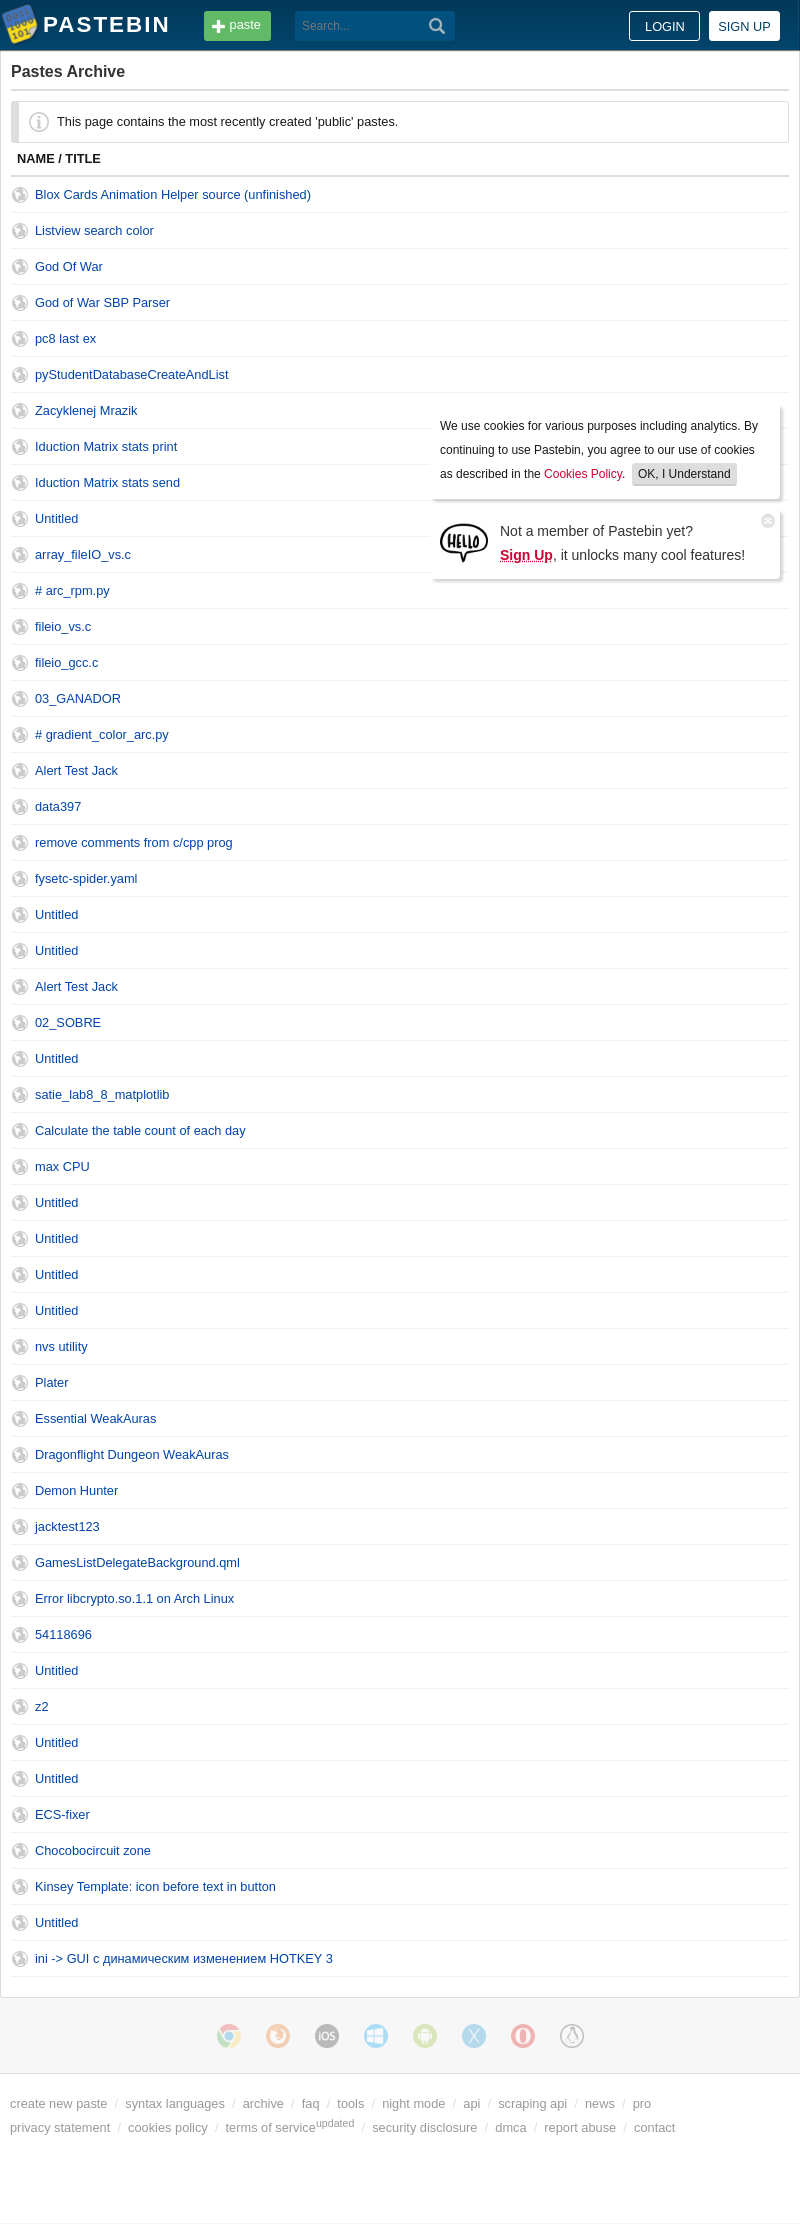 PASTEBIN
paste
Search...
LOGIN
SIGN UP
Pastes Archive
This page contains the most recently created 'public' pastes.
NAME / TITLE
Blox Cards Animation Helper source (unfinished)
Listview search color
God Of War
God of War SBP Parser
pc8 last ex
pyStudentDatabaseCreateAndList
Zacyklenej Mrazik
Iduction Matrix stats print
Iduction Matrix stats send
Untitled
array_fileIO_vs.c
# arc_rpm.py
We use cookies for various purposes including analytics. By
continuing to use Pastebin, you agree to our use of cookies
as described in the Cookies Policy. OK, I Understand
HELLO
Not a member of Pastebin yet?
Sign Up, it unlocks many cool features!
fileio_vs.c
fileio_gcc.c
03_GANADOR
# gradient_color_arc.py
Alert Test Jack
data397
remove comments from c/cpp prog
fysetc-spider.yaml
Untitled
Untitled
Alert Test Jack
02_SOBRE
Untitled
satie_lab8_8_matplotlib
Calculate the table count of each day
max CPU
Untitled
Untitled
Untitled
Untitled
nvs utility
Plater
Essential WeakAuras
Dragonflight Dungeon WeakAuras
Demon Hunter
jacktest123
GamesListDelegateBackground.qml
Error libcrypto.so.1.1 on Arch Linux
54118696
Untitled
z2
Untitled
Untitled
ECS-fixer
Chocobocircuit zone
Kinsey Template: icon before text in button
Untitled
ini -> GUI с динамическим изменением HOTKEY 3
iOS
create new paste / syntax languages / archive / faq / tools / night mode / api / scraping api / news / pro
privacy statement / cookies policy / terms of service updated / security disclosure / dmca / report abuse / contact